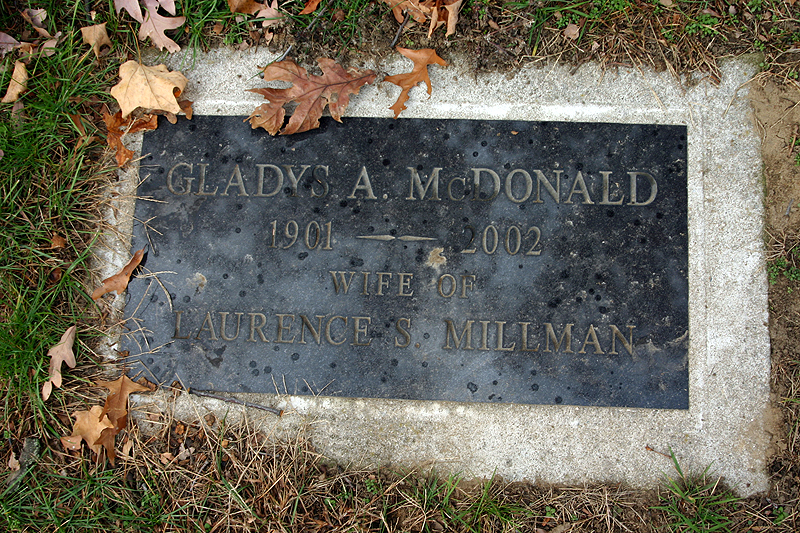 GLADYS A. McDONALD
1901 — 2002
WIFE OF
LAURENCE S. MILLMAN